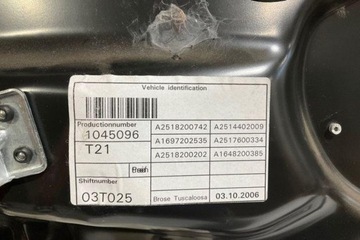 Vehicle identification
Productionnumber
1045096
T21
A2518200742 A2514402009
A1697202535 A2517600334
A2518200202 A1648200385
Shiftnumber
03T025
Brose Tuscaloosa 03.10.2006